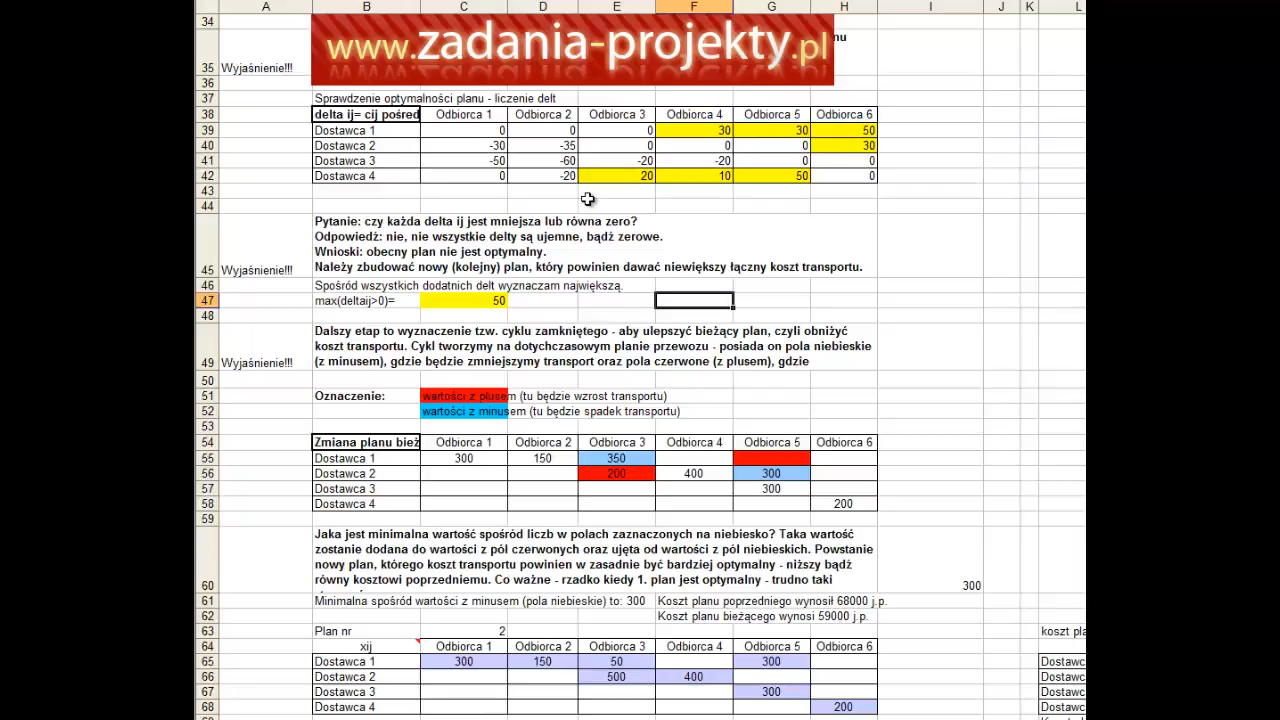 A B C D E F G H I J K L
34
www.zadania-projekty.pl nu
35 Wyjaśnienie!!!
36
37 Sprawdzenie optymalności planu - liczenie delt
38 delta ij= cij pośred Odbiorca 1 Odbiorca 2 Odbiorca 3 Odbiorca 4 Odbiorca 5 Odbiorca 6
39 Dostawca 1 0 0 0 30 30 50
40 Dostawca 2 -30 -35 0 0 0 30
41 Dostawca 3 -50 -60 -20 -20 0 0
42 Dostawca 4 0 -20 20 10 50 0
43
44
Pytanie: czy każda delta ij jest mniejsza lub równa zero?
Odpowiedź: nie, nie wszystkie delty są ujemne, bądź zerowe.
Wnioski: obecny plan nie jest optymalny.
45 Wyjaśnienie!!! Należy zbudować nowy (kolejny) plan, który powinien dawać niewiększy łączny koszt transportu.
46 Spośród wszystkich dodatnich delt wyznaczam największą.
47 max(deltaij>0)= 50
48
Dalszy etap to wyznaczenie tzw. cyklu zamkniętego - aby ulepszyć bieżący plan, czyli obniżyć
koszt transportu. Cykl tworzymy na dotychczasowym planie przewozu - posiada on pola niebieskie
49 Wyjaśnienie!!! (z minusem), gdzie będzie zmniejszymy transport oraz pola czerwone (z plusem), gdzie
50
51 Oznaczenie: wartości z plusem (tu będzie wzrost transportu)
52 wartości z minusem (tu będzie spadek transportu)
53
54 Zmiana planu bież Odbiorca 1 Odbiorca 2 Odbiorca 3 Odbiorca 4 Odbiorca 5 Odbiorca 6
55 Dostawca 1 300 150 350
56 Dostawca 2 200 400 300
57 Dostawca 3 300
58 Dostawca 4 200
59
Jaka jest minimalna wartość spośród liczb w polach zaznaczonych na niebiesko? Taka wartość
zostanie dodana do wartości z pól czerwonych oraz ujęta od wartości z pól niebieskich. Powstanie
nowy plan, którego koszt transportu powinien w zasadnie być bardziej optymalny - niższy bądź
60 równy kosztowi poprzedniemu. Co ważne - rzadko kiedy 1. plan jest optymalny - trudno taki 300
61 Minimalna spośród wartości z minusem (pola niebieskie) to: 300 Koszt planu poprzedniego wynosił 68000 j.p.
62 Koszt planu bieżącego wynosi 59000 j.p.
63 Plan nr 2 koszt pla
64 xij Odbiorca 1 Odbiorca 2 Odbiorca 3 Odbiorca 4 Odbiorca 5 Odbiorca 6
65 Dostawca 1 300 150 50 300 Dostawc
66 Dostawca 2 500 400 Dostawc
67 Dostawca 3 300 Dostawc
68 Dostawca 4 200 Dostawc